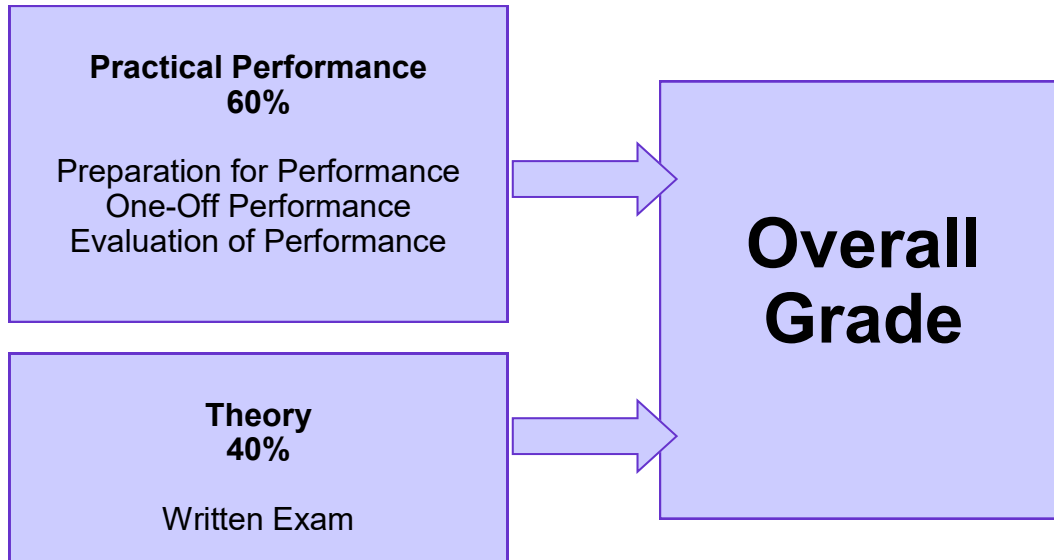 Practical Performance
60%
Preparation for Performance
One-Off Performance
Evaluation of Performance
Theory
40%
Written Exam
Overall
Grade